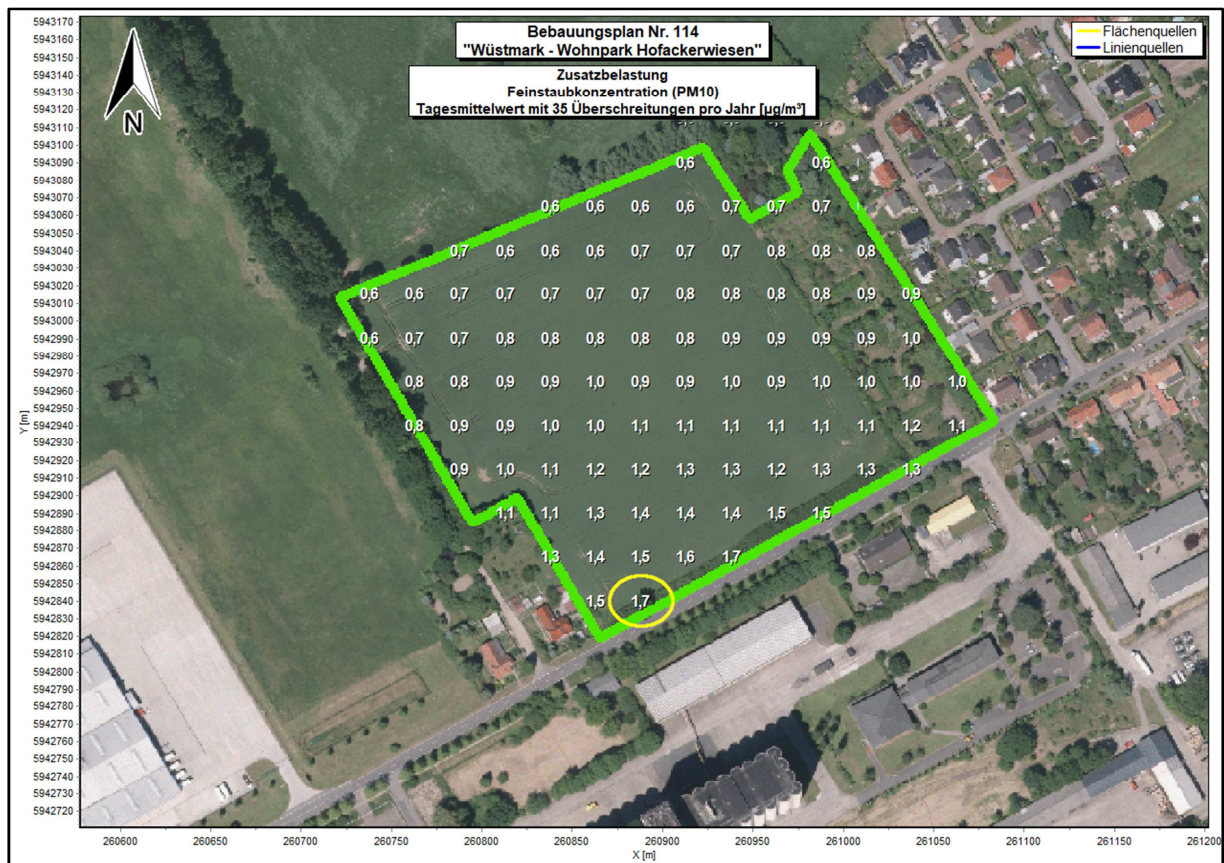 Bebauungsplan Nr. 114
"Wüstmark - Wohnpark Hofackerwiesen"
Zusatzbelastung
Feinstaubkonzentration (PM10)
Tagesmittelwert mit 35 Überschreitungen pro Jahr [µg/m³]
Flächenquellen
Linienquellen
N
Y [m]
5943170
5943160
5943150
5943140
5943130
5943120
5943110
5943100
5943090
5943080
5943070
5943060
5943050
5943040
5943030
5943020
5943010
5943000
5942990
5942980
5942970
5942960
5942950
5942940
5942930
5942920
5942910
5942900
5942890
5942880
5942870
5942860
5942850
5942840
5942830
5942820
5942810
5942800
5942790
5942780
5942770
5942760
5942750
5942740
5942730
5942720
0,6 0,6
0,6 0,6 0,6 0,6 0,7 0,7 0,7
0,7 0,6 0,6 0,6 0,7 0,7 0,7 0,8 0,8 0,8
0,6 0,6 0,7 0,7 0,7 0,7 0,7 0,8 0,8 0,8 0,8 0,9 0,9
0,6 0,7 0,7 0,8 0,8 0,8 0,8 0,8 0,9 0,9 0,9 0,9 1,0
0,8 0,8 0,9 0,9 1,0 0,9 0,9 1,0 0,9 1,0 1,0 1,0 1,0
0,8 0,9 0,9 1,0 1,0 1,1 1,1 1,1 1,1 1,1 1,1 1,2 1,1
0,9 1,0 1,1 1,2 1,2 1,3 1,3 1,2 1,3 1,3 1,3
1,1 1,1 1,3 1,4 1,4 1,4 1,5 1,5
1,3 1,4 1,5 1,6 1,7
1,5 1,7
260600 260650 260700 260750 260800 260850 260900 260950 261000 261050 261100 261150 261200
X [m]